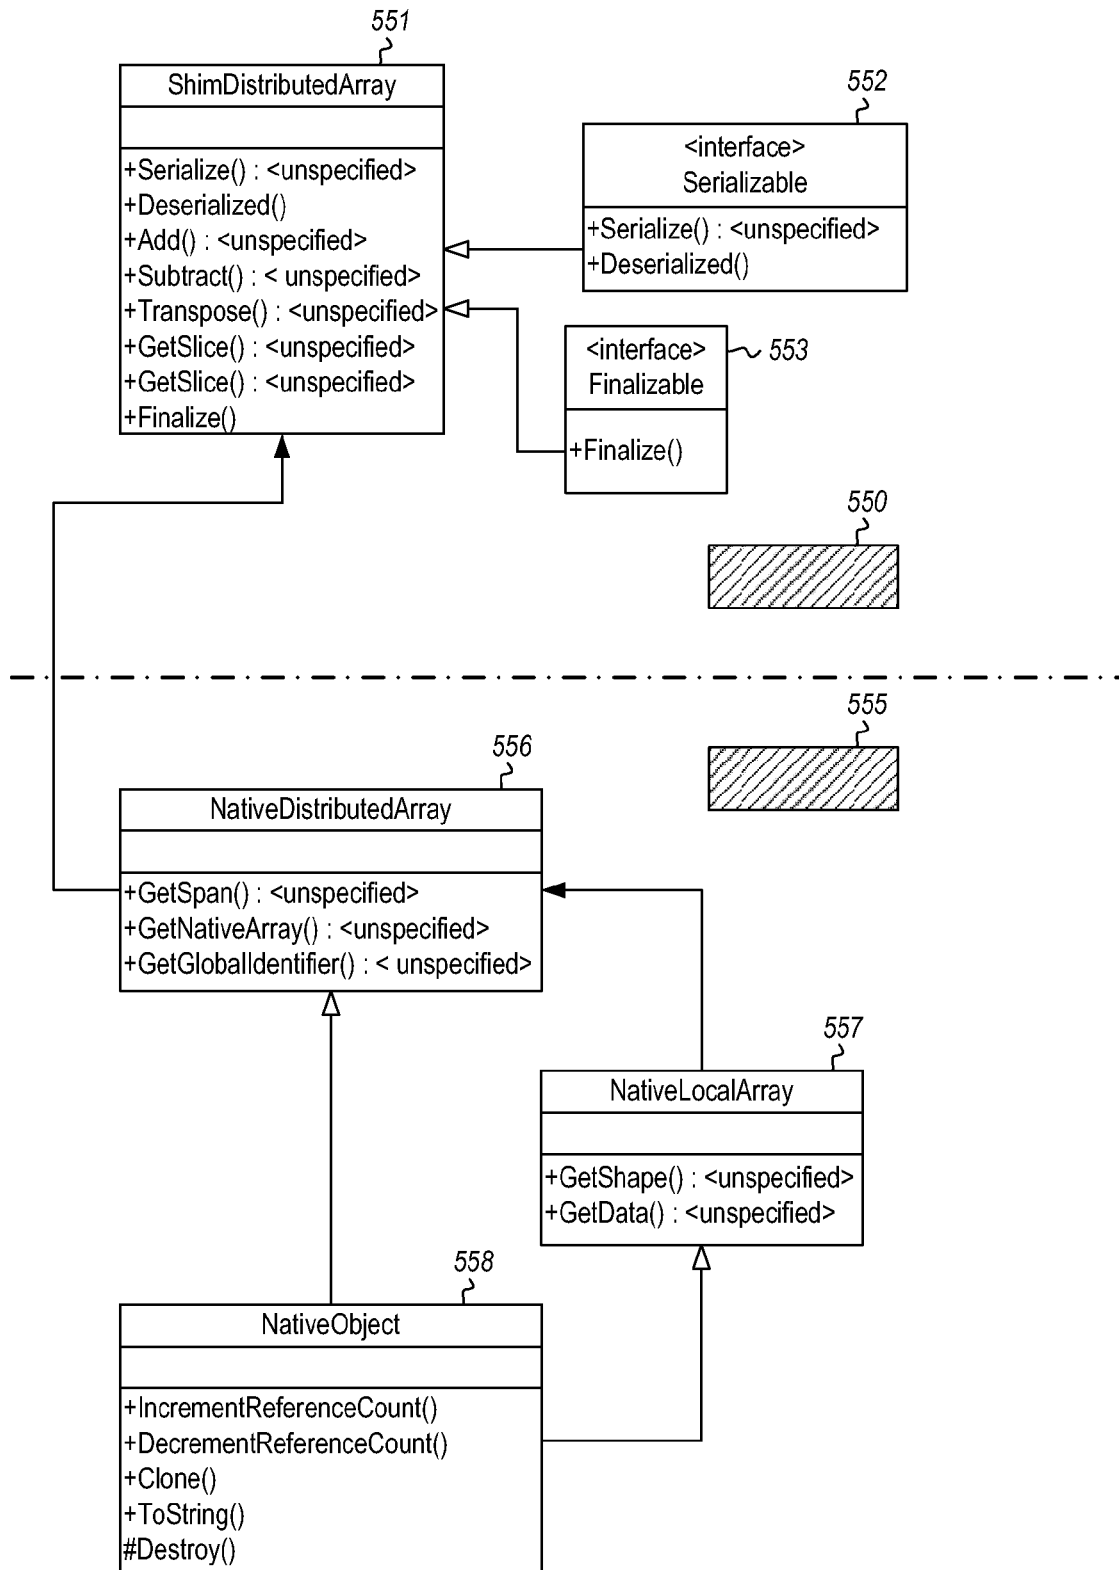 551
ShimDistributedArray
+Serialize() : <unspecified>
+Deserialized()
+Add() : <unspecified>
+Subtract() : < unspecified>
+Transpose() : <unspecified>
+GetSlice() : <unspecified>
+GetSlice() : <unspecified>
+Finalize()
552
<interface>
Serializable
+Serialize() : <unspecified>
+Deserialized()
553
<interface>
Finalizable
+Finalize()
550
555
556
NativeDistributedArray
+GetSpan() : <unspecified>
+GetNativeArray() : <unspecified>
+GetGlobalIdentifier() : < unspecified>
557
NativeLocalArray
+GetShape() : <unspecified>
+GetData() : <unspecified>
558
NativeObject
+IncrementReferenceCount()
+DecrementReferenceCount()
+Clone()
+ToString()
#Destroy()